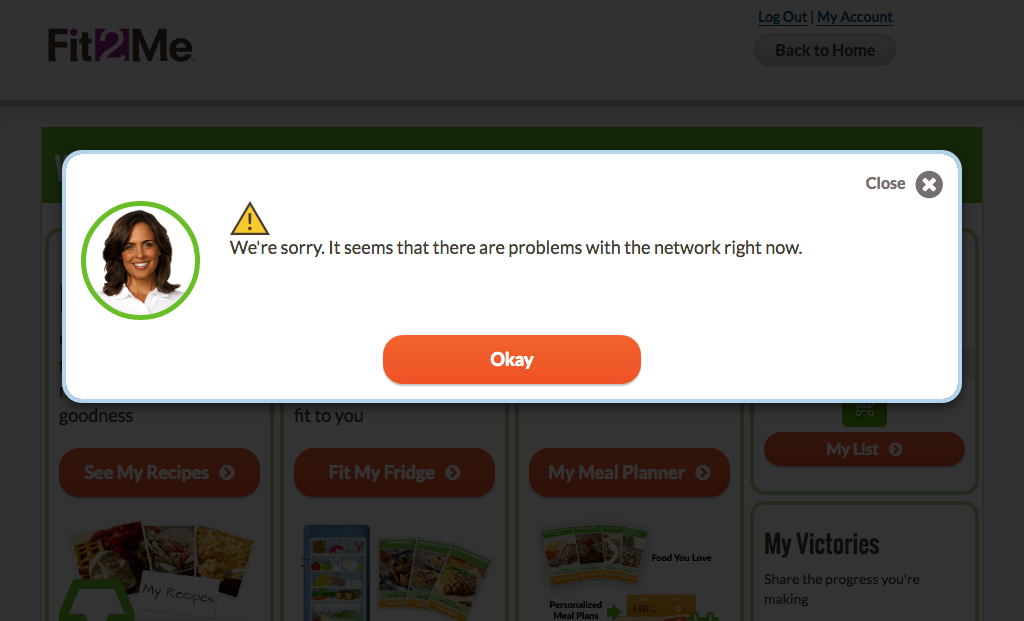 Log Out | My Account
Fit2Me
Back to Home
Close
We're sorry. It seems that there are problems with the network right now.
Okay
goodness
fit to you
See My Recipes
Fit My Fridge
My Meal Planner
My List
My Recipes
Food You Love
Personalized
Meal Plans
1,410
My Victories
Share the progress you're
making